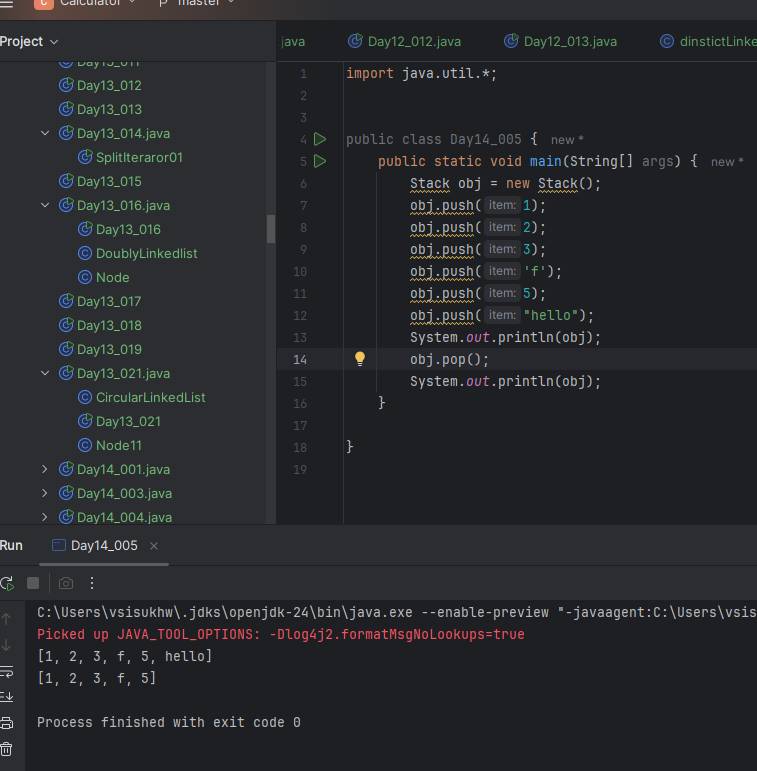 Calculator
master
Project
Day13_011
Day13_012
Day13_013
Day13_014.java
SplitIteraror01
Day13_015
Day13_016.java
Day13_016
DoublyLinkedlist
Node
Day13_017
Day13_018
Day13_019
Day13_021.java
CircularLinkedList
Day13_021
Node11
Day14_001.java
Day14_003.java
Day14_004.java
java Day12_012.java Day12_013.java dinstictLinke
1 import java.util.*;
2
3
4 public class Day14_005 { new *
5 public static void main(String[] args) { new *
6 Stack obj = new Stack();
7 obj.push( item: 1);
8 obj.push( item: 2);
9 obj.push( item: 3);
10 obj.push( item: 'f');
11 obj.push( item: 5);
12 obj.push( item: "hello");
13 System.out.println(obj);
14 obj.pop();
15 System.out.println(obj);
16 }
17
18 }
19
Run Day14_005
C:\Users\vsisukhw\.jdks\openjdk-24\bin\java.exe --enable-preview "-javaagent:C:\Users\vsis
Picked up JAVA_TOOL_OPTIONS: -Dlog4j2.formatMsgNoLookups=true
[1, 2, 3, f, 5, hello]
[1, 2, 3, f, 5]
Process finished with exit code 0